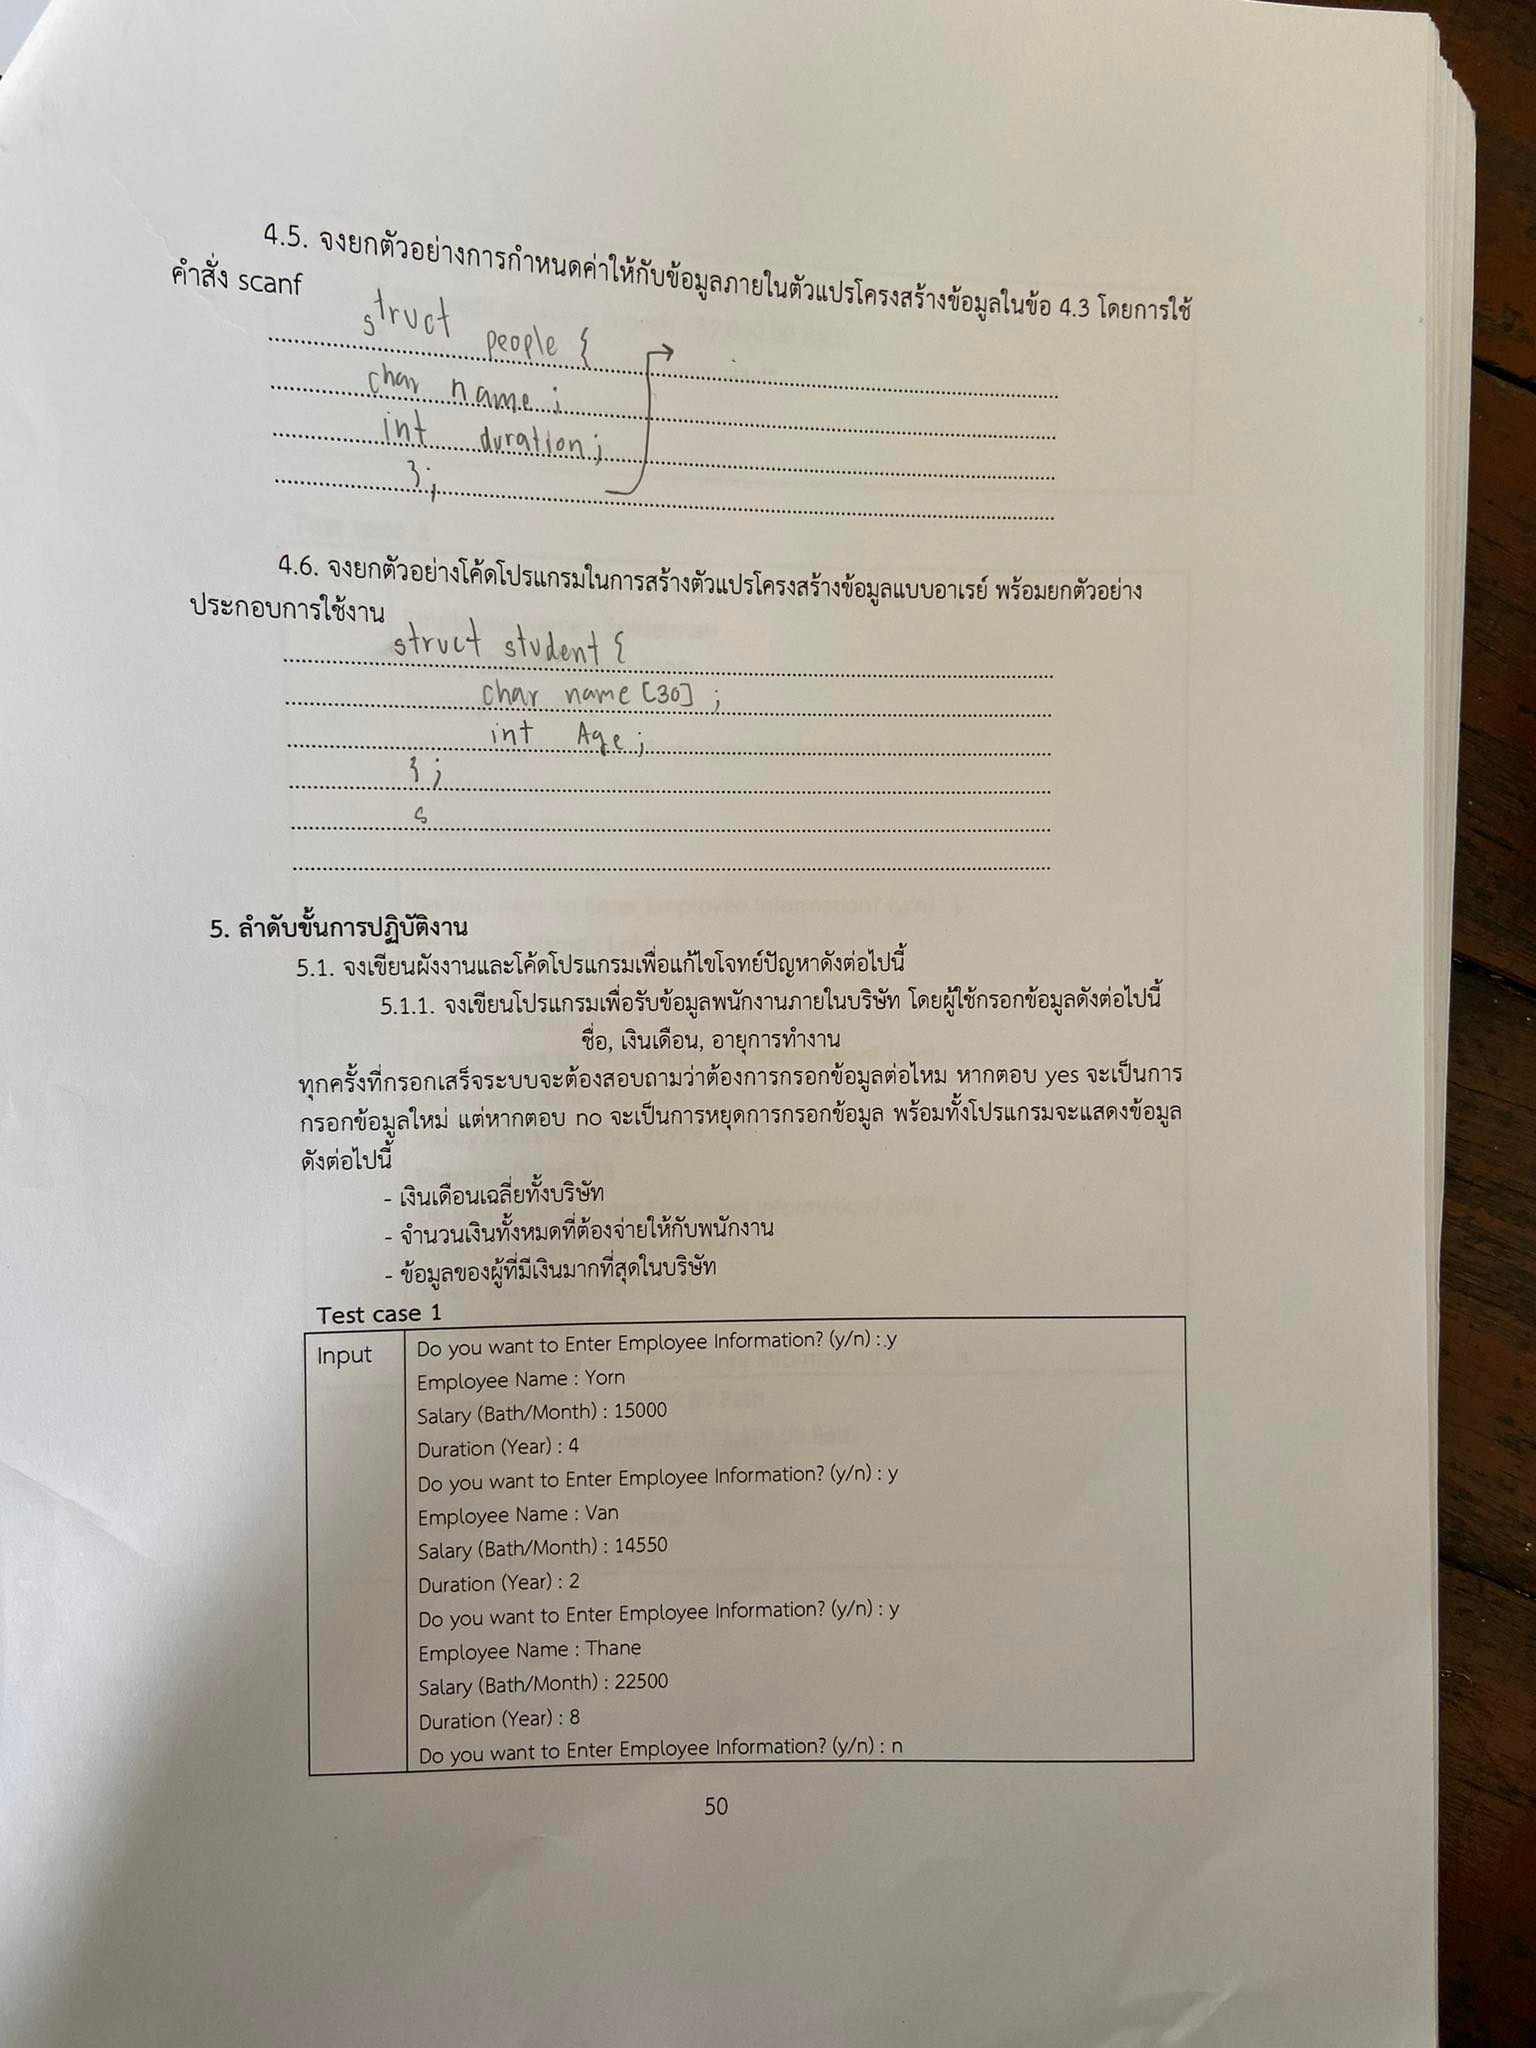 4.5. จงยกตัวอย่างการกำหนดค่าให้กับข้อมูลภายในตัวแปรโครงสร้างข้อมูลในข้อ 4.3 โดยการใช้
คำสั่ง scanf
struct people {
char name ;
int duration ;
} ;
4.6. จงยกตัวอย่างโค้ดโปรแกรมในการสร้างตัวแปรโครงสร้างข้อมูลแบบอาเรย์ พร้อมยกตัวอย่าง
ประกอบการใช้งาน
struct student {
char name [30] ;
int Age ;
} ;
s
5. ลำดับขั้นการปฏิบัติงาน
5.1. จงเขียนผังงานและโค้ดโปรแกรมเพื่อแก้ไขโจทย์ปัญหาดังต่อไปนี้
5.1.1. จงเขียนโปรแกรมเพื่อรับข้อมูลพนักงานภายในบริษัท โดยผู้ใช้กรอกข้อมูลดังต่อไปนี้
ชื่อ, เงินเดือน, อายุการทำงาน
ทุกครั้งที่กรอกเสร็จระบบจะต้องสอบถามว่าต้องการกรอกข้อมูลต่อไหม หากตอบ yes จะเป็นการ
กรอกข้อมูลใหม่ แต่หากตอบ no จะเป็นการหยุดการกรอกข้อมูล พร้อมทั้งโปรแกรมจะแสดงข้อมูล
ดังต่อไปนี้
- เงินเดือนเฉลี่ยทั้งบริษัท
- จำนวนเงินทั้งหมดที่ต้องจ่ายให้กับพนักงาน
- ข้อมูลของผู้ที่มีเงินมากที่สุดในบริษัท
Test case 1
Input
Do you want to Enter Employee Information? (y/n) : y
Employee Name : Yorn
Salary (Bath/Month) : 15000
Duration (Year) : 4
Do you want to Enter Employee Information? (y/n) : y
Employee Name : Van
Salary (Bath/Month) : 14550
Duration (Year) : 2
Do you want to Enter Employee Information? (y/n) : y
Employee Name : Thane
Salary (Bath/Month) : 22500
Duration (Year) : 8
Do you want to Enter Employee Information? (y/n) : n
50